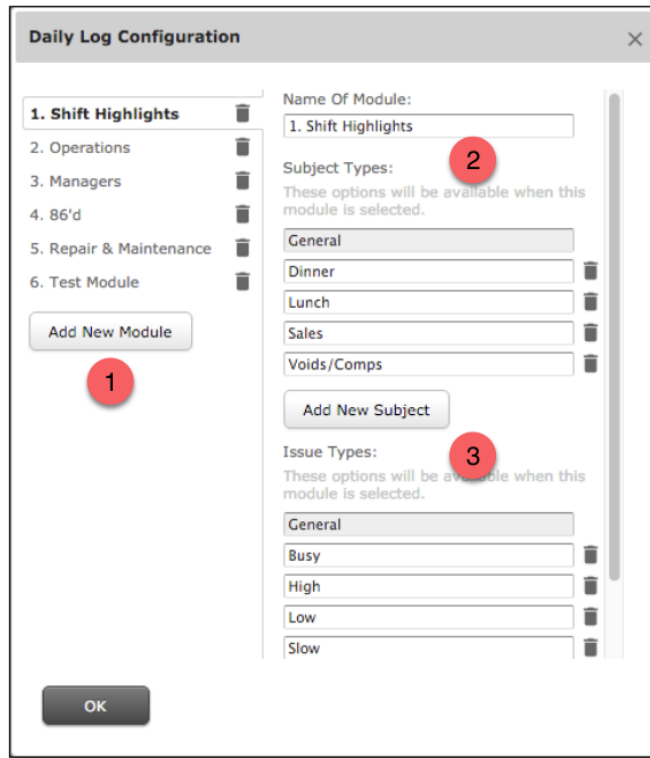 Daily Log Configuration
1. Shift Highlights
2. Operations
3. Managers
4. 86'd
5. Repair & Maintenance
6. Test Module
Add New Module
1
Name Of Module:
1. Shift Highlights
2
Subject Types:
These options will be available when this
module is selected.
General
Dinner
Lunch
Sales
Voids/Comps
Add New Subject
3
Issue Types:
These options will be available when this
module is selected.
General
Busy
High
Low
Slow
OK